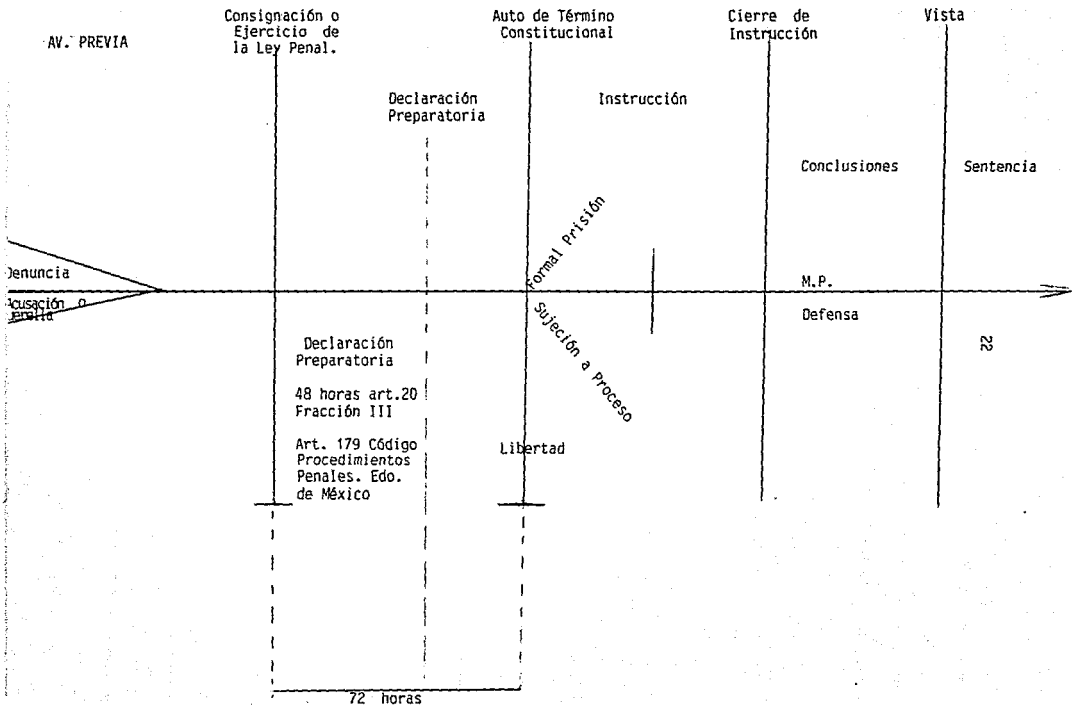 AV. PREVIA
Consignación o
Ejercicio de
la Ley Penal.
Auto de Término
Constitucional
Cierre de
Instrucción
Vista
Declaración
Preparatoria
Instrucción
Conclusiones
Sentencia
Formal Prisión
Denuncia
Acusación o
M.P.
Sujeción a Proceso
Defensa
22
Declaración
Preparatoria
48 horas art.20
Fracción III
Art. 179 Código
Procedimientos
Penales. Edo.
de México
Libertad
72 horas